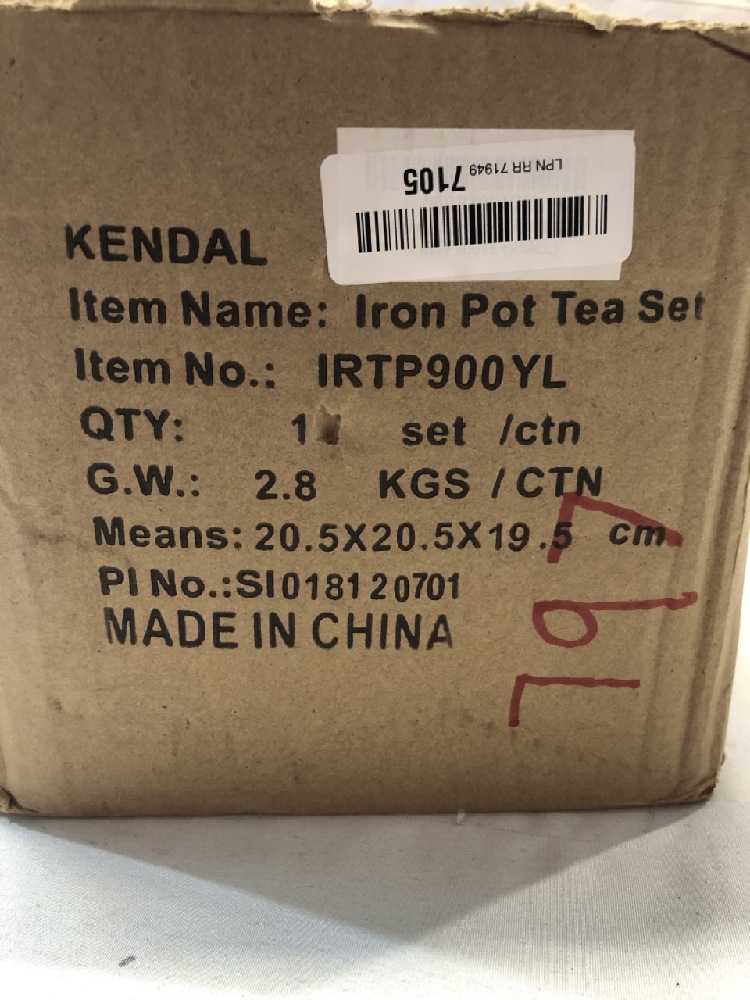 LPN RR 71949 7105
KENDAL
Item Name: Iron Pot Tea Set
Item No.: IRTP900YL
QTY: 1 set /ctn
G.W.: 2.8 KGS / CTN
Means: 20.5X20.5X19.5 cm
PI No.:SI018120701
MADE IN CHINA